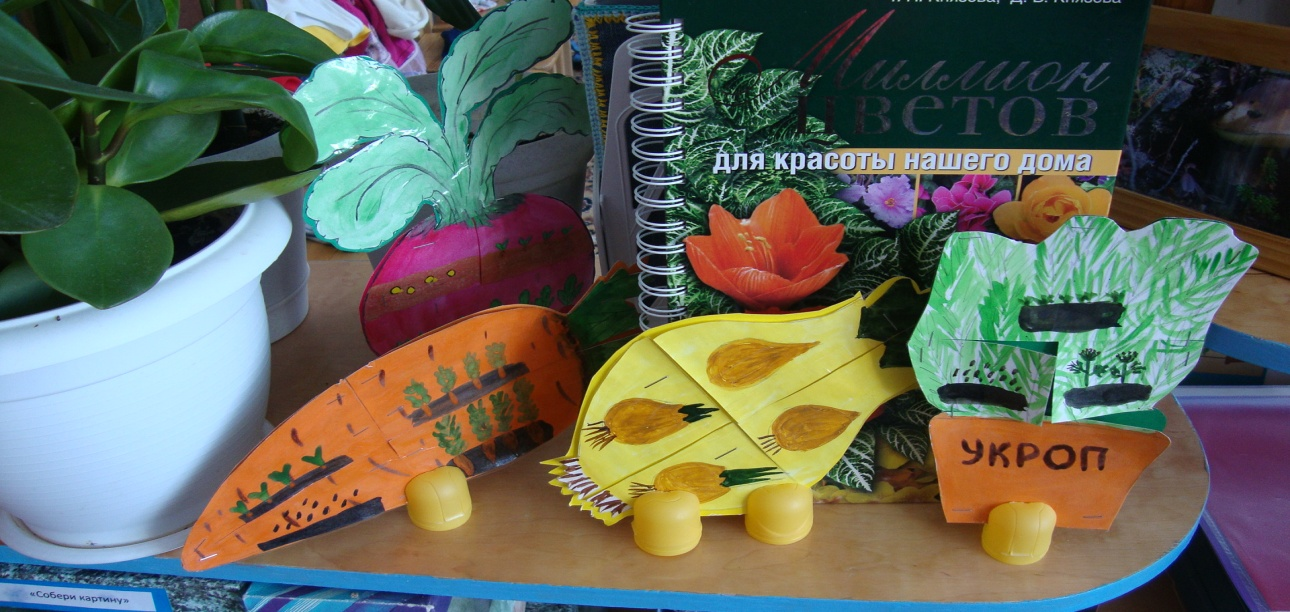 Миллион
цветов
для красоты нашего дома
УКРОП
«Собери картину»